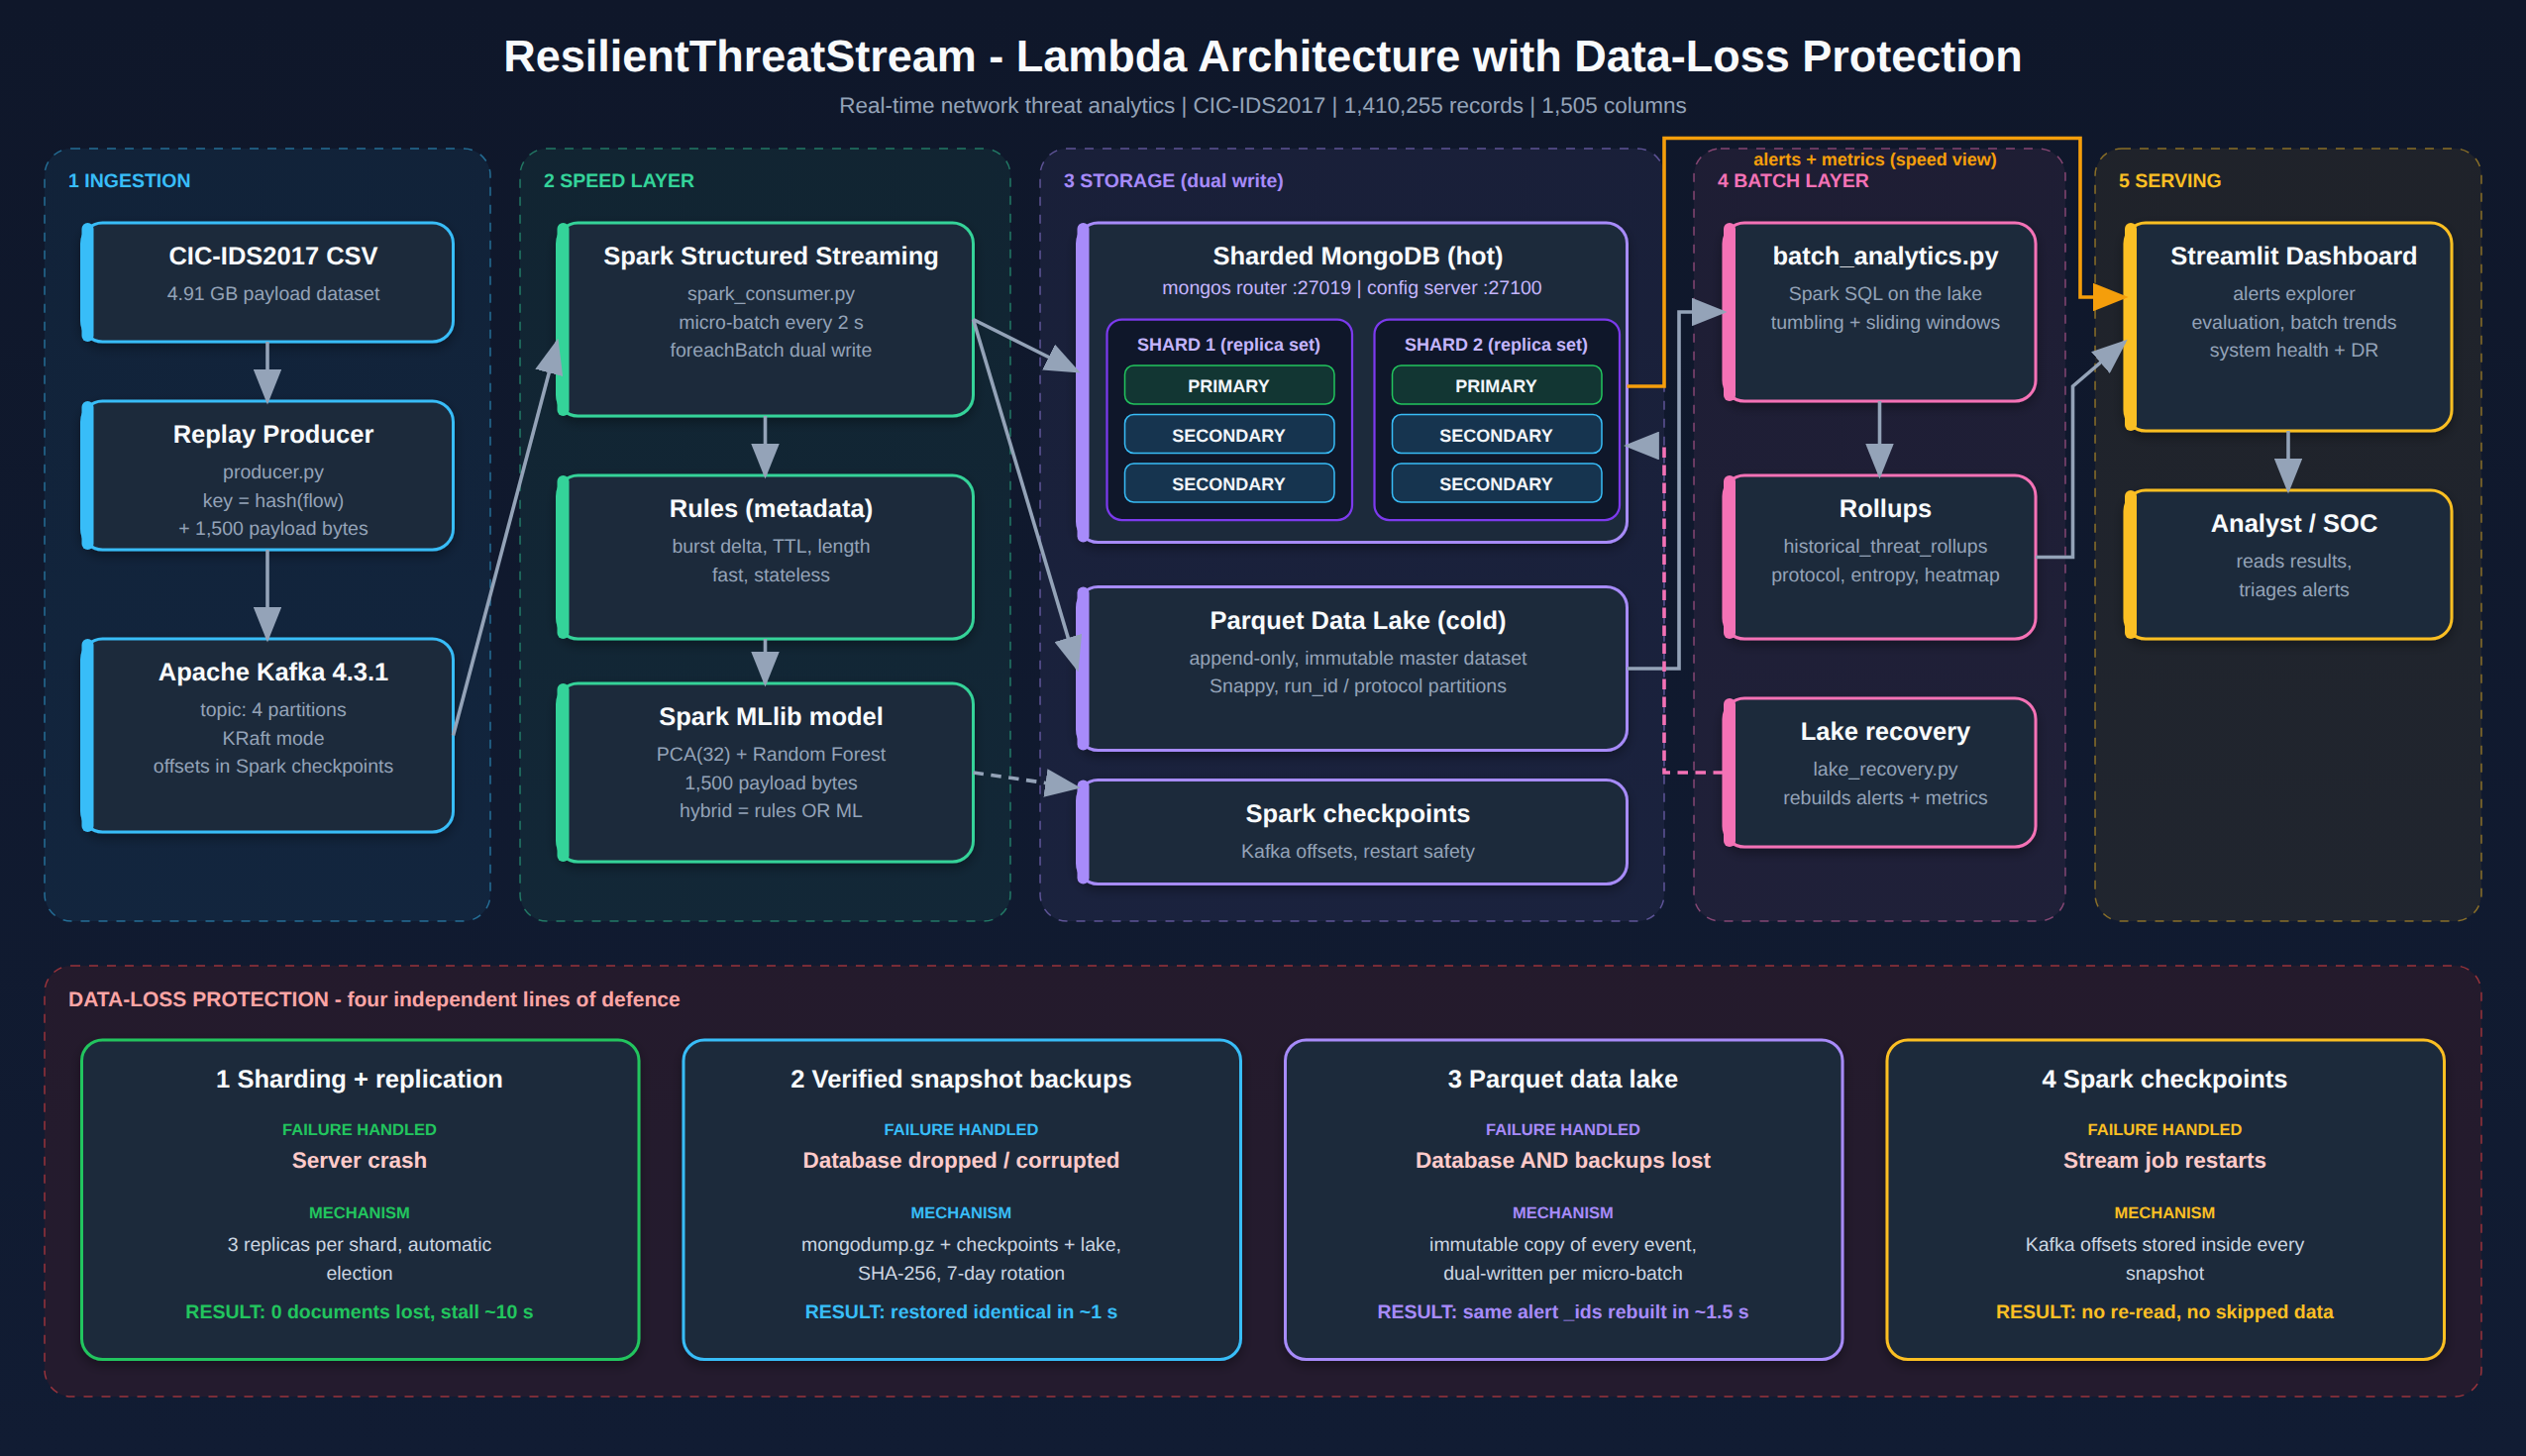 ResilientThreatStream - Lambda Architecture with Data-Loss Protection
Real-time network threat analytics | CIC-IDS2017 | 1,410,255 records | 1,505 columns
1 INGESTION
CIC-IDS2017 CSV
4.91 GB payload dataset
Replay Producer
producer.py
key = hash(flow)
+ 1,500 payload bytes
Apache Kafka 4.3.1
topic: 4 partitions
KRaft mode
offsets in Spark checkpoints
2 SPEED LAYER
Spark Structured Streaming
spark_consumer.py
micro-batch every 2 s
foreachBatch dual write
Rules (metadata)
burst delta, TTL, length
fast, stateless
Spark MLlib model
PCA(32) + Random Forest
1,500 payload bytes
hybrid = rules OR ML
3 STORAGE (dual write)
Sharded MongoDB (hot)
mongos router :27019 | config server :27100
SHARD 1 (replica set)
PRIMARY
SECONDARY
SECONDARY
SHARD 2 (replica set)
PRIMARY
SECONDARY
SECONDARY
Parquet Data Lake (cold)
append-only, immutable master dataset
Snappy, run_id / protocol partitions
Spark checkpoints
Kafka offsets, restart safety
alerts + metrics (speed view)
4 BATCH LAYER
batch_analytics.py
Spark SQL on the lake
tumbling + sliding windows
Rollups
historical_threat_rollups
protocol, entropy, heatmap
Lake recovery
lake_recovery.py
rebuilds alerts + metrics
5 SERVING
Streamlit Dashboard
alerts explorer
evaluation, batch trends
system health + DR
Analyst / SOC
reads results,
triages alerts
DATA-LOSS PROTECTION - four independent lines of defence
1 Sharding + replication
FAILURE HANDLED
Server crash
MECHANISM
3 replicas per shard, automatic
election
RESULT: 0 documents lost, stall ~10 s
2 Verified snapshot backups
FAILURE HANDLED
Database dropped / corrupted
MECHANISM
mongodump.gz + checkpoints + lake,
SHA-256, 7-day rotation
RESULT: restored identical in ~1 s
3 Parquet data lake
FAILURE HANDLED
Database AND backups lost
MECHANISM
immutable copy of every event,
dual-written per micro-batch
RESULT: same alert _ids rebuilt in ~1.5 s
4 Spark checkpoints
FAILURE HANDLED
Stream job restarts
MECHANISM
Kafka offsets stored inside every
snapshot
RESULT: no re-read, no skipped data